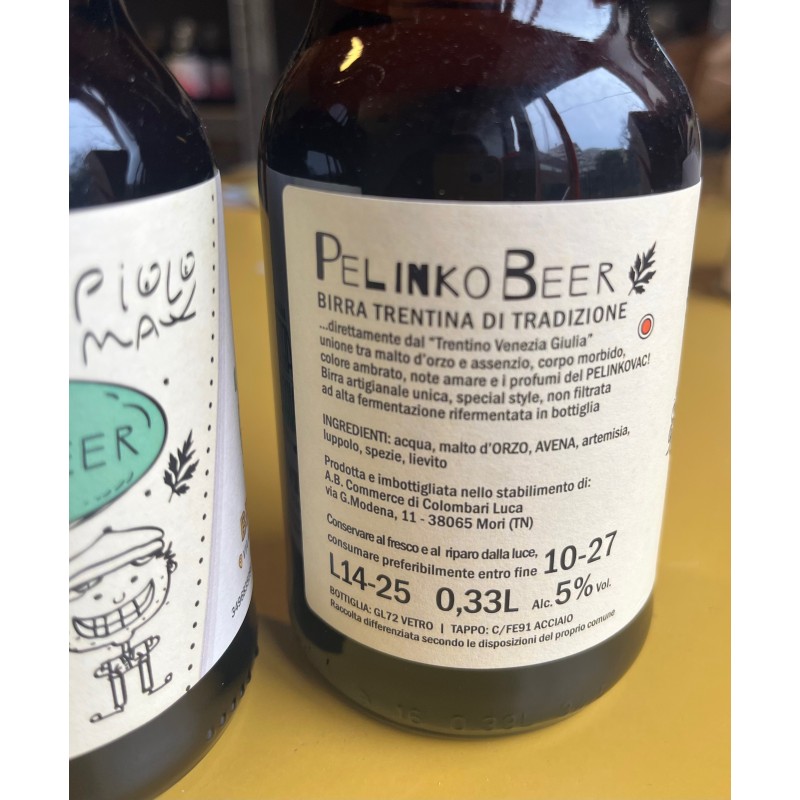 PIOLO
MAX
EER
PELINKO BEER
BIRRA TRENTINA DI TRADIZIONE
...direttamente dal "Trentino Venezia Giulia"
unione tra malto d'orzo e assenzio, corpo morbido,
colore ambrato, note amare e i profumi del PELINKOVAC!
Birra artigianale unica, special style, non filtrata
ad alta fermentazione rifermentata in bottiglia
INGREDIENTI: acqua, malto d'ORZO, AVENA, artemisia,
luppolo, spezie, lievito
Prodotta e imbottigliata nello stabilimento di:
A.B. Commerce di Colombari Luca
via G.Modena, 11 - 38065 Mori (TN)
Conservare al fresco e al riparo dalla luce,
consumare preferibilmente entro fine 10-27
L14-25 0,33L Alc. 5% Vol.
BOTTIGLIA: GL72 VETRO | TAPPO: C/FE91 ACCIAIO
Raccolta differenziata secondo le disposizioni del proprio comune